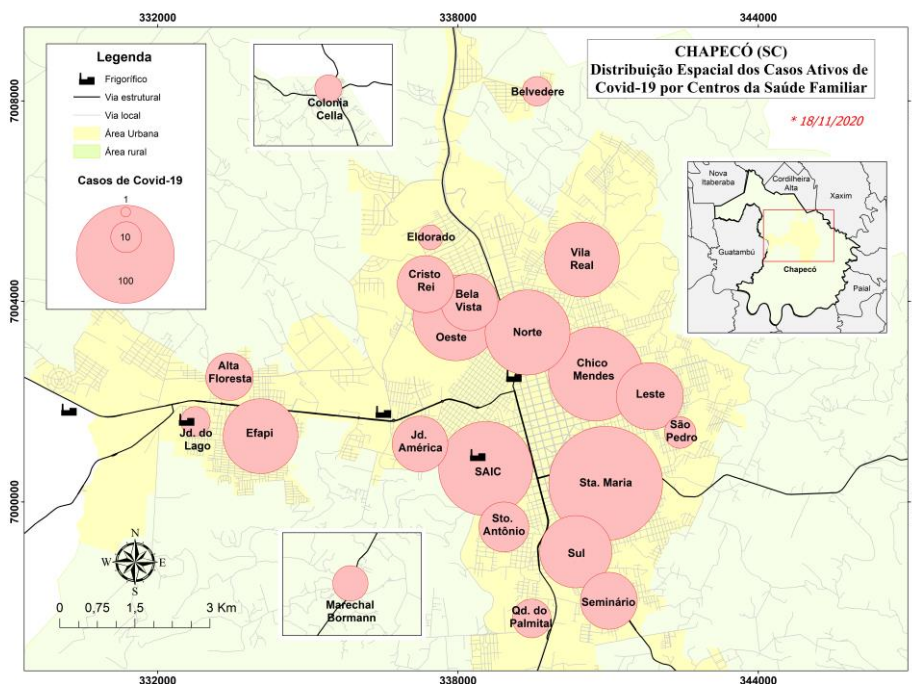 332000
338000
344000
CHAPECÓ (SC)
Distribuição Espacial dos Casos Ativos de
Covid-19 por Centros da Saúde Familiar
* 18/11/2020
Legenda
Frigorífico
Via estrutural
Via local
Área Urbana
Área rural
Casos de Covid-19
1
10
100
Colonia
Cella
Belvedere
7008000
7004000
7000000
Nova
Itaberaba
Cordilheira
Alta
Xaxim
Guatambú
Chapecó
Paial
Eldorado
Vila
Real
Cristo
Rei
Bela
Vista
Oeste
Norte
Chico
Mendes
Leste
Alta
Floresta
São
Pedro
Jd. do
Lago
Efapi
Jd.
América
SAIC
Sta. Maria
Sto.
Antônio
Sul
Seminário
Qd. do
Palmital
Marechal
Bormann
N
W
E
S
0 0,75 1,5 3 Km
332000
338000
344000